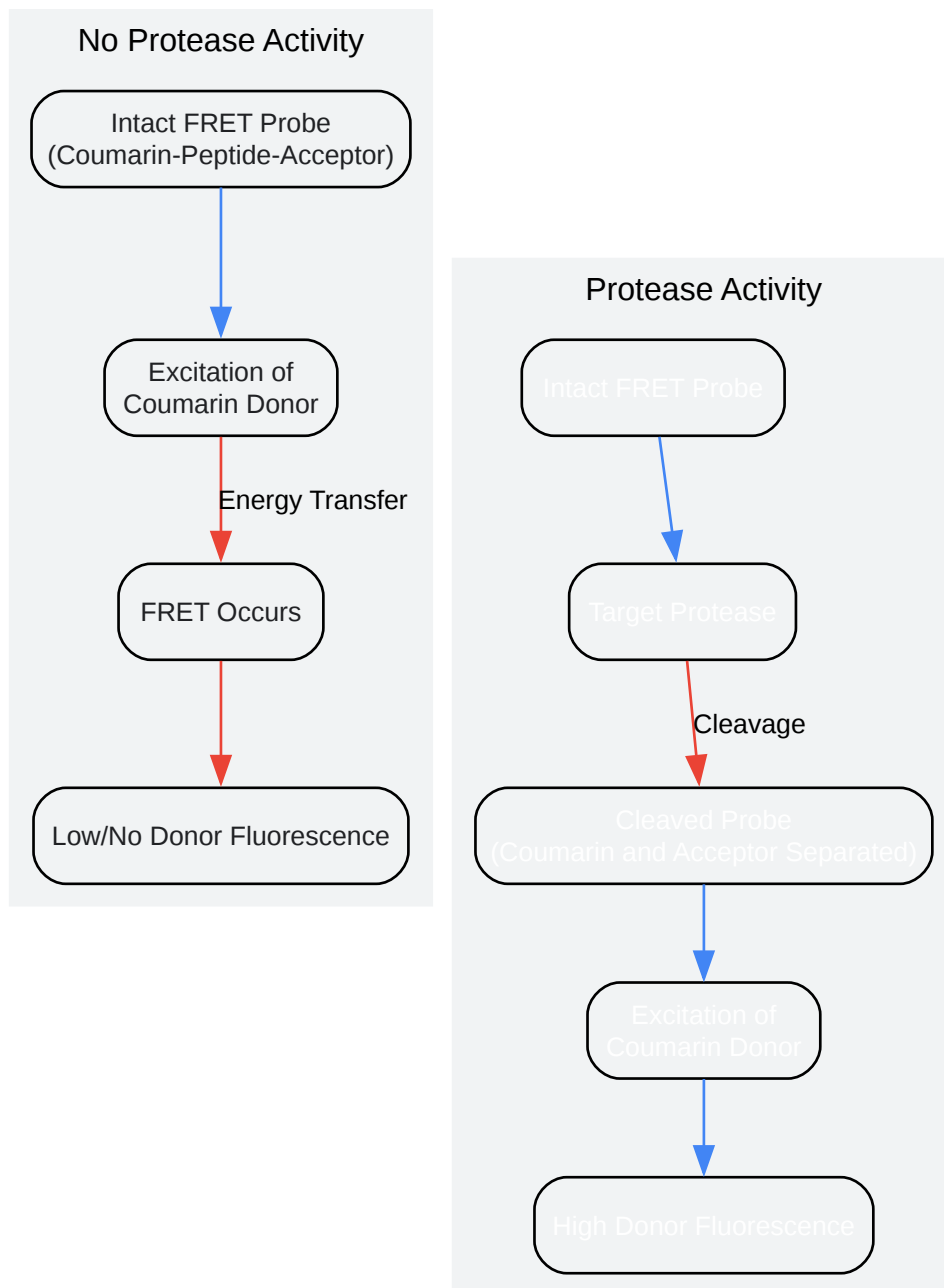 No Protease Activity
Intact FRET Probe
(Coumarin-Peptide-Acceptor)
Excitation of
Coumarin Donor
Energy Transfer
FRET Occurs
Low/No Donor Fluorescence
Protease Activity
Intact FRET Probe
Target Protease
Cleavage
Cleaved Probe
(Coumarin and Acceptor Separated)
Excitation of
Coumarin Donor
High Donor Fluorescence